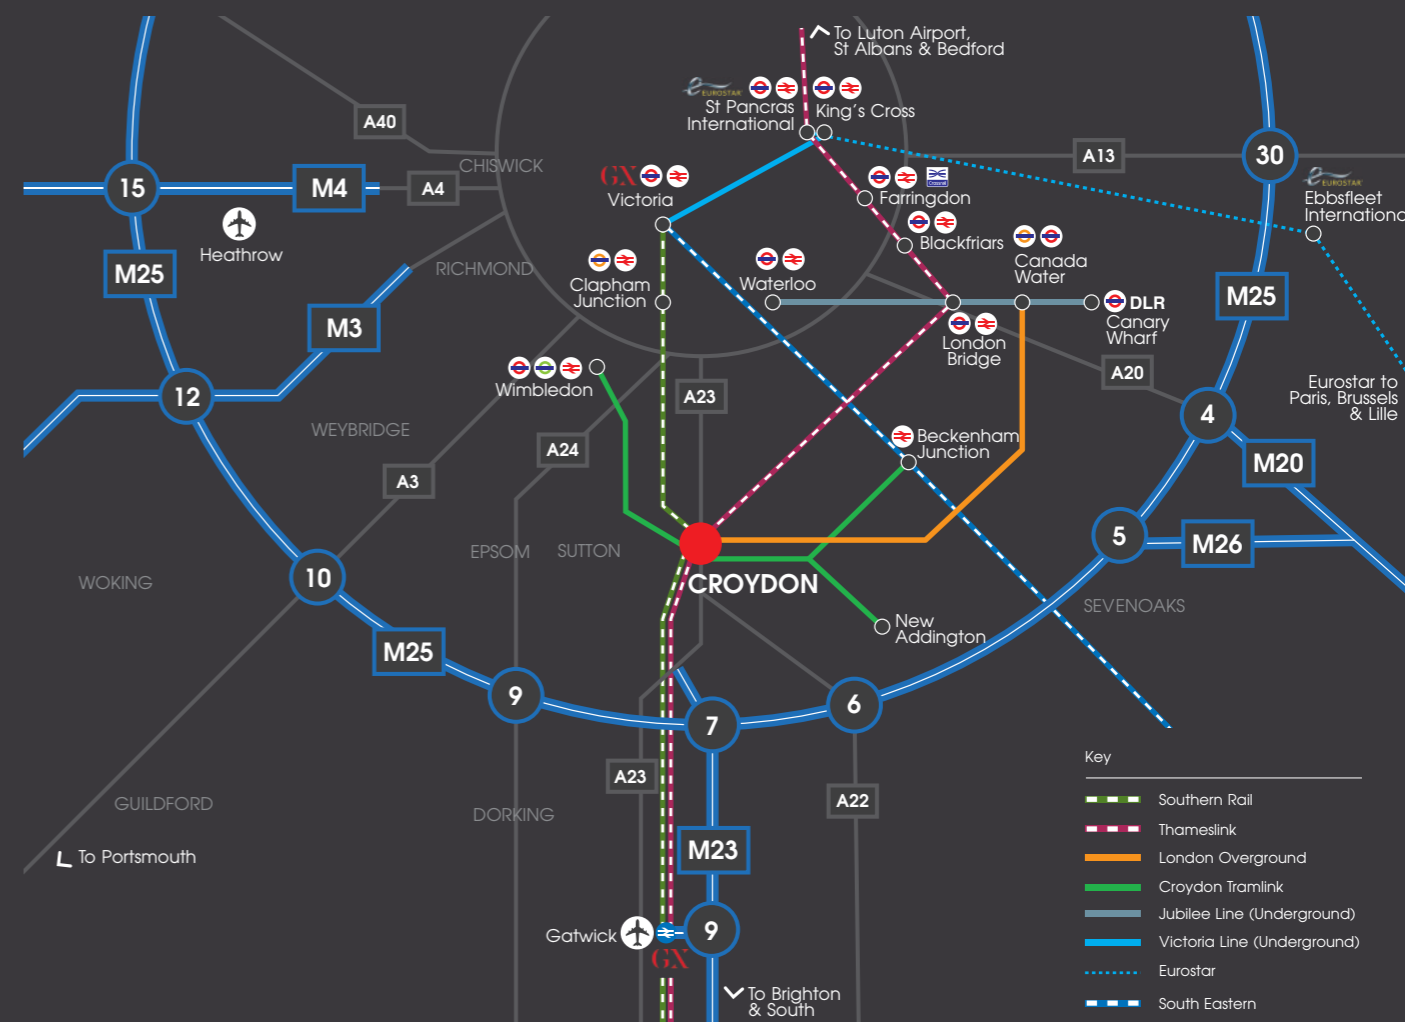 To Luton Airport,
St Albans & Bedford
EUROSTAR
St Pancras
International
King's Cross
A40
CHISWICK
A13
30
15
M4
A4
GX
Victoria
Crossrail
Farringdon
EUROSTAR
Ebbsfleet
Internationa
Heathrow
Blackfriars
RICHMOND
Clapham
Junction
Waterloo
Canada
Water
M25
M25
M3
DLR
Canary
Wharf
London
Bridge
Wimbledon
A23
A20
Eurostar to
Paris, Brussels
& Lille
12
4
WEYBRIDGE
A24
Beckenham
Junction
M20
A3
5
M26
EPSOM
SUTTON
CROYDON
WOKING
10
SEVENOAKS
New
Addington
M25
9
7
6
Key
A23
A22
Southern Rail
GUILDFORD
DORKING
Thameslink
To Portsmouth
M23
London Overground
Croydon Tramlink
Jubilee Line (Underground)
Gatwick
9
Victoria Line (Underground)
GX
Eurostar
To Brighton
& South
South Eastern